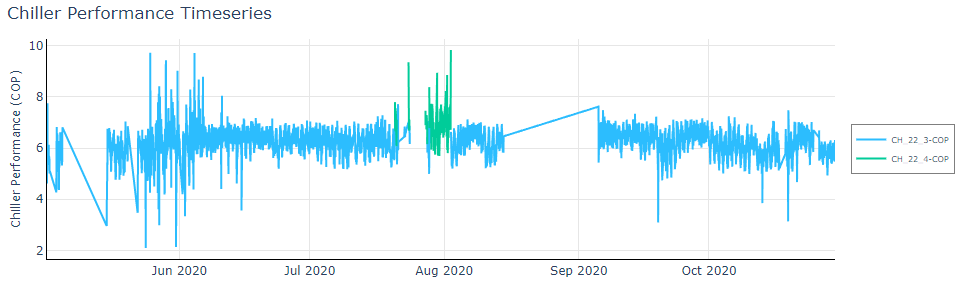 Chiller Performance Timeseries
10
8
6
4
2
Chiller Performance (COP)
Jun 2020
Jul 2020
Aug 2020
Sep 2020
Oct 2020
CH_22_3-COP
CH_22_4-COP